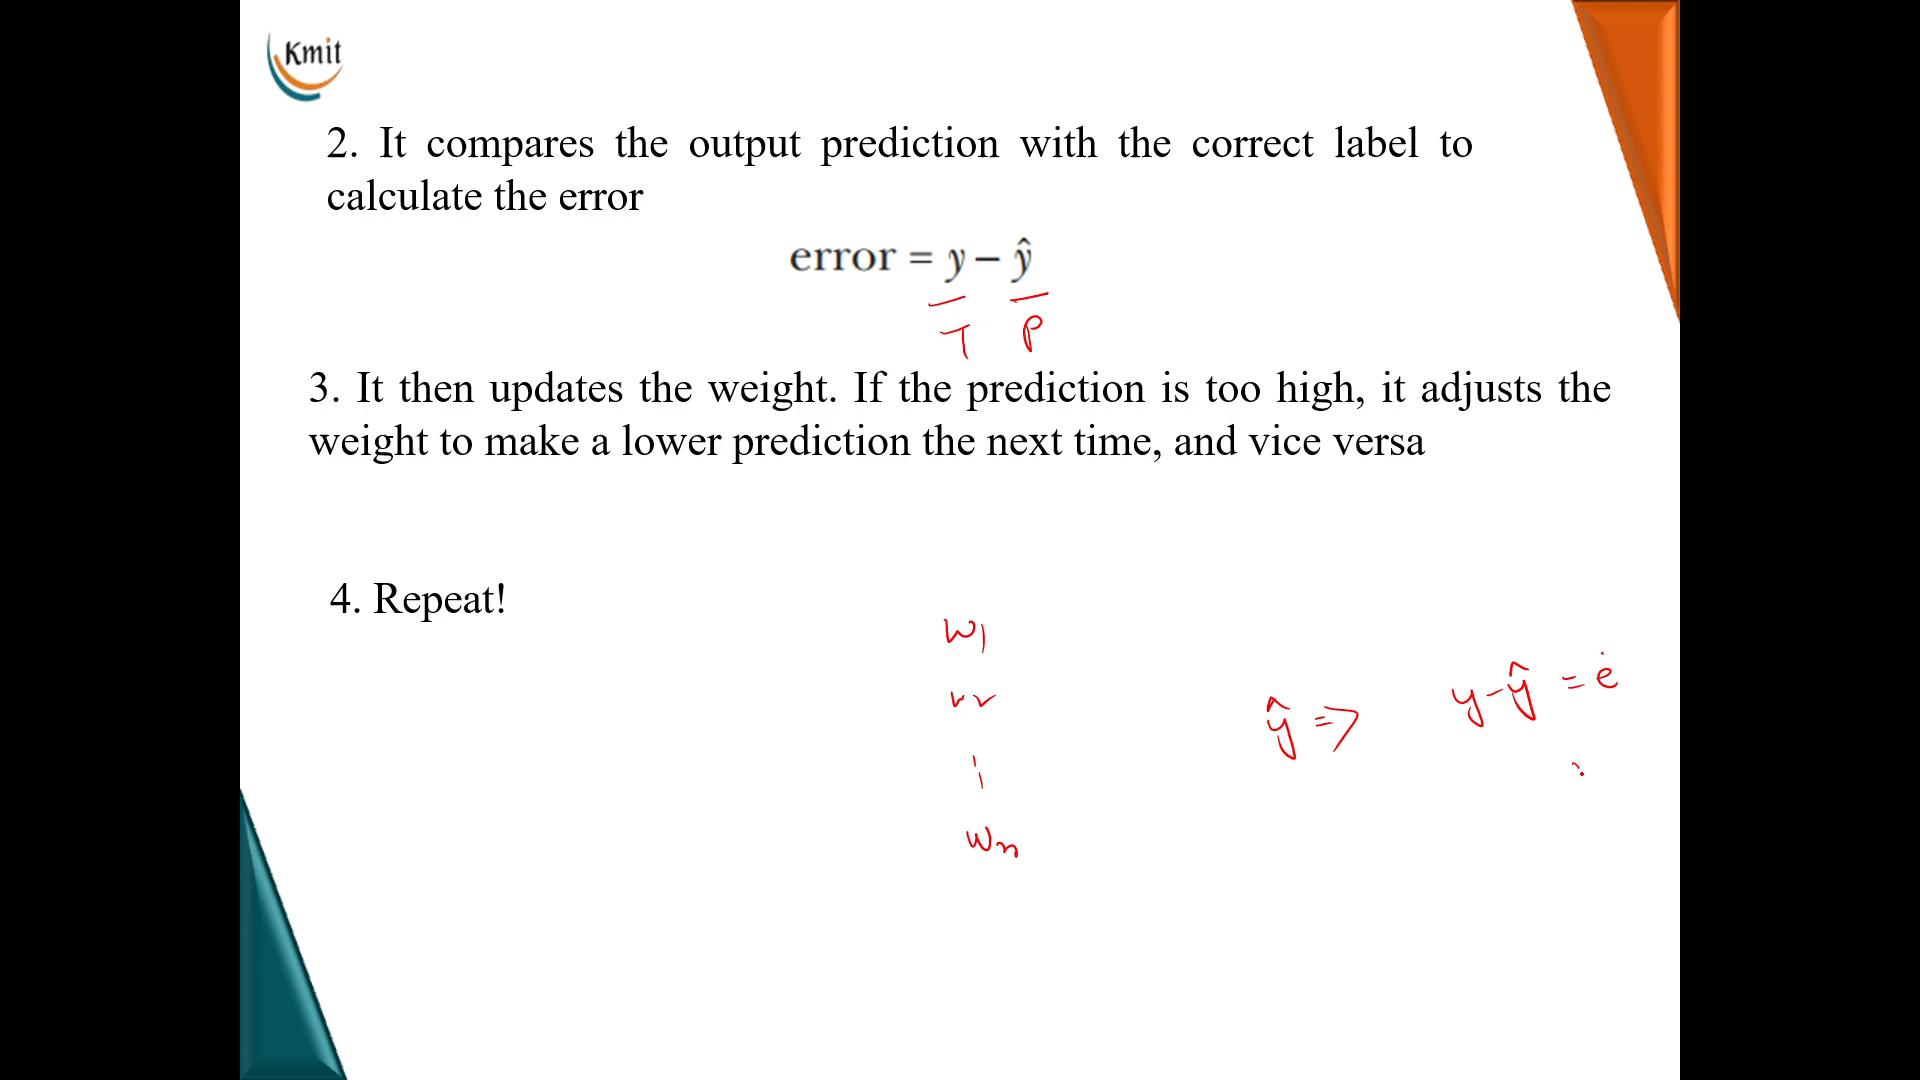 Kmit
2. It compares the output prediction with the correct label to
calculate the error
error = y – ŷ
T P
3. It then updates the weight. If the prediction is too high, it adjusts the
weight to make a lower prediction the next time, and vice versa
4. Repeat!
w1
wn
ŷ ⇒
y-ŷ = e